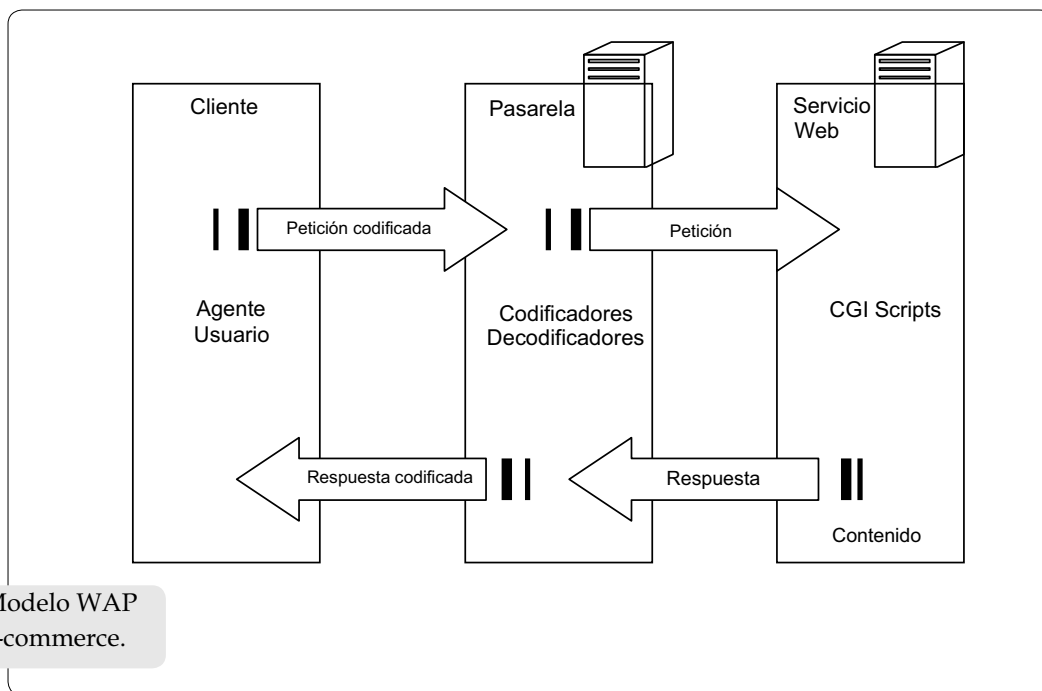 Cliente
Pasarela
Servicio
Web
Petición codificada
Petición
Agente
Usuario
Codificadores
Decodificadores
CGI Scripts
Respuesta codificada
Respuesta
Contenido
WAP
-commerce.